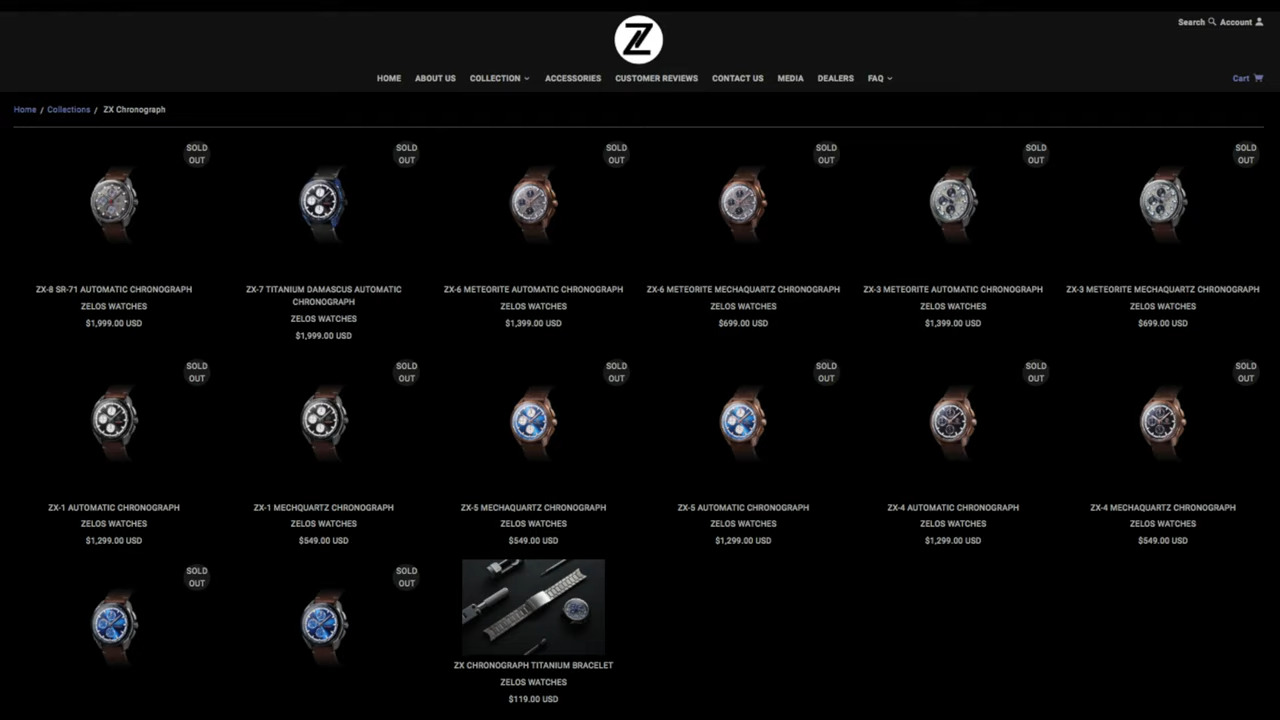 Search Account
Z
HOME ABOUT US COLLECTION ACCESSORIES CUSTOMER REVIEWS CONTACT US MEDIA DEALERS FAQ
Cart
Home / Collections / ZX Chronograph
SOLD OUT
SOLD OUT
SOLD OUT
SOLD OUT
SOLD OUT
SOLD OUT
ZX-8 SR-71 AUTOMATIC CHRONOGRAPH
ZELOS WATCHES
$1,999.00 USD
ZX-7 TITANIUM DAMASCUS AUTOMATIC
CHRONOGRAPH
ZELOS WATCHES
$1,999.00 USD
ZX-6 METEORITE AUTOMATIC CHRONOGRAPH
ZELOS WATCHES
$1,399.00 USD
ZX-6 METEORITE MECHAQUARTZ CHRONOGRAPH
ZELOS WATCHES
$699.00 USD
ZX-3 METEORITE AUTOMATIC CHRONOGRAPH
ZELOS WATCHES
$1,399.00 USD
ZX-3 METEORITE MECHAQUARTZ CHRONOGRAPH
ZELOS WATCHES
$699.00 USD
SOLD OUT
SOLD OUT
SOLD OUT
SOLD OUT
SOLD OUT
SOLD OUT
ZX-1 AUTOMATIC CHRONOGRAPH
ZELOS WATCHES
$1,299.00 USD
ZX-1 MECHQUARTZ CHRONOGRAPH
ZELOS WATCHES
$549.00 USD
ZX-5 MECHAQUARTZ CHRONOGRAPH
ZELOS WATCHES
$549.00 USD
ZX-5 AUTOMATIC CHRONOGRAPH
ZELOS WATCHES
$1,299.00 USD
ZX-4 AUTOMATIC CHRONOGRAPH
ZELOS WATCHES
$1,299.00 USD
ZX-4 MECHAQUARTZ CHRONOGRAPH
ZELOS WATCHES
$549.00 USD
SOLD OUT
SOLD OUT
ZX CHRONOGRAPH TITANIUM BRACELET
ZELOS WATCHES
$119.00 USD